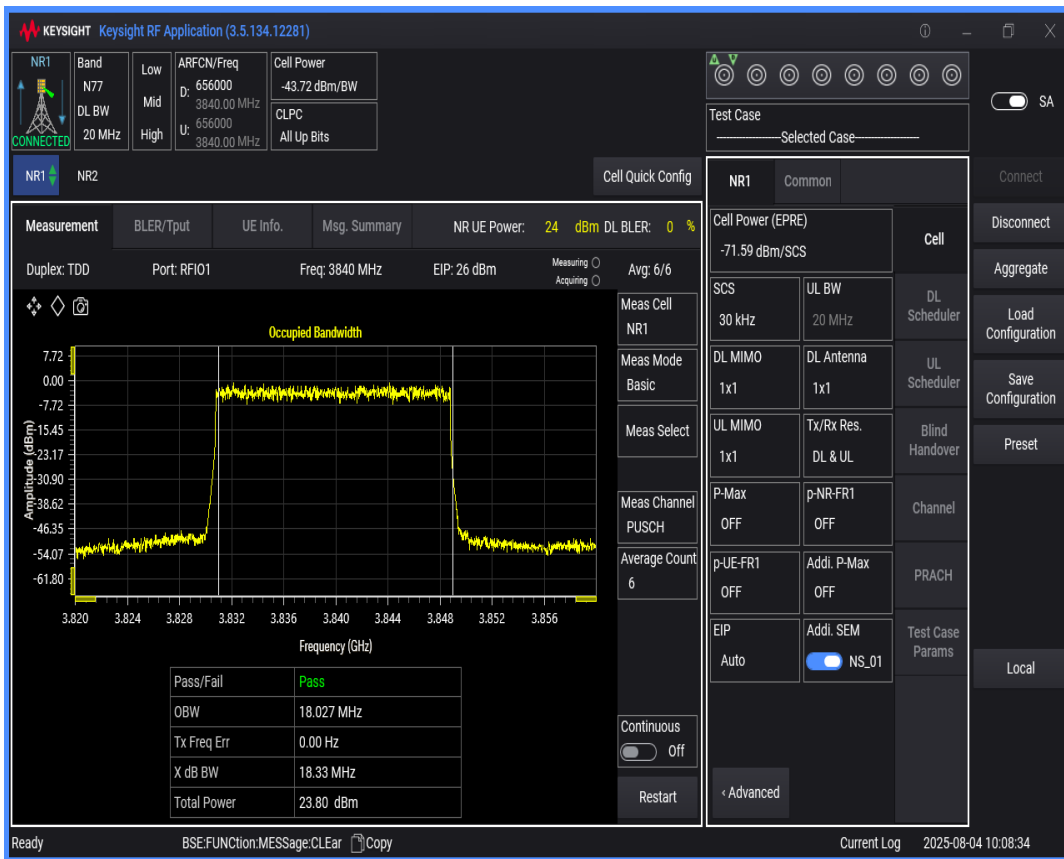 KEYSIGHT Keysight RF Application (3.5.134.12281)
NR1
CONNECTED
Band
N77
DL BW
20 MHz
Low
Mid
High
ARFCN/Freq
D: 656000
3840.00 MHz
U: 656000
3840.00 MHz
Cell Power
-43.72 dBm/BW
CLPC
All Up Bits
Test Case
----------------Selected Case----------------
SA
NR1 NR2
Cell Quick Config
Measurement BLER/Tput UE Info. Msg. Summary NR UE Power: 24 dBm DL BLER: 0 %
Duplex: TDD Port: RFIO1 Freq: 3840 MHz EIP: 26 dBm Measuring Avg: 6/6
Acquiring
Occupied Bandwidth
Amplitude (dBm)
7.72
0.00
-7.72
-15.45
-23.17
-30.90
-38.62
-46.35
-54.07
-61.80
3.820 3.824 3.828 3.832 3.836 3.840 3.844 3.848 3.852 3.856
Frequency (GHz)
Pass/Fail Pass
OBW 18.027 MHz
Tx Freq Err 0.00 Hz
X dB BW 18.33 MHz
Total Power 23.80 dBm
Meas Cell
NR1
Meas Mode
Basic
Meas Select
Meas Channel
PUSCH
Average Count
6
Continuous
Off
Restart
NR1 Common
Cell Power (EPRE)
-71.59 dBm/SCS
SCS
30 kHz
UL BW
20 MHz
DL MIMO
1x1
DL Antenna
1x1
UL MIMO
1x1
Tx/Rx Res.
DL & UL
P-Max
OFF
p-NR-FR1
OFF
p-UE-FR1
OFF
Addi. P-Max
OFF
EIP
Auto
Addi. SEM
NS_01
‹ Advanced
Cell
DL
Scheduler
UL
Scheduler
Blind
Handover
Channel
PRACH
Test Case
Params
Connect
Disconnect
Aggregate
Load
Configuration
Save
Configuration
Preset
Local
Ready BSE:FUNCtion:MESSage:CLEar Copy Current Log 2025-08-04 10:08:34